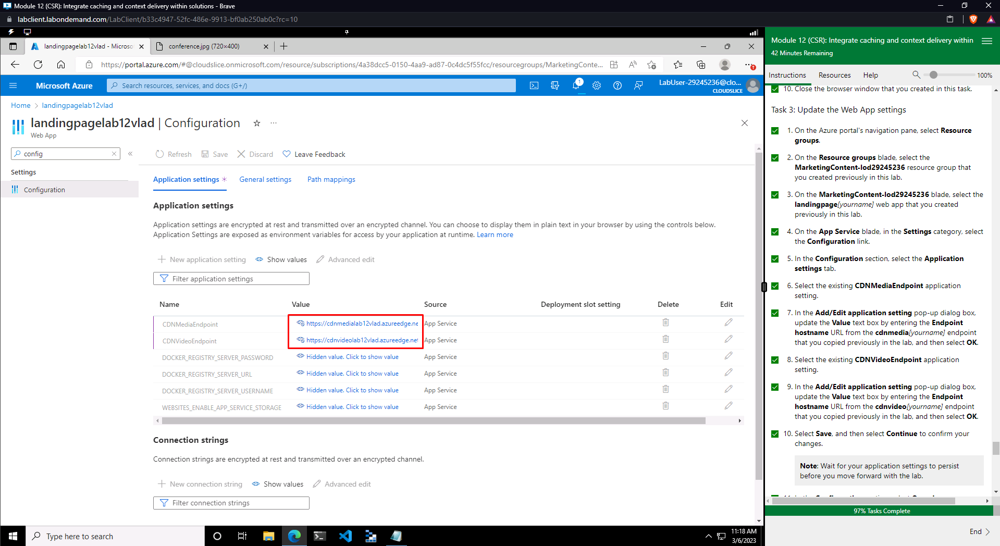 Module 12 (CSR): Integrate caching and context delivery within solutions - Brave
labclient.labondemand.com/LabClient/b33c4947-52fc-486e-9913-bf0ab250ab0c?rc=10
landingpagelab12vlad - Microso
conference.jpg (720×400)
https://portal.azure.com/#@cloudslice.onmicrosoft.com/resource/subscriptions/4a38dcc5-0150-4aa9-ad87-0c4dc5f55fcc/resourcegroups/MarketingConte...
Microsoft Azure
Search resources, services, and docs (G+/)
1
LabUser-29245236@clo...
CLOUDSLICE
Home > landingpagelab12vlad
landingpagelab12vlad | Configuration
Web App
config
Settings
Configuration
Refresh
Save
Discard
Leave Feedback
Application settings *
General settings
Path mappings
Application settings
Application settings are encrypted at rest and transmitted over an encrypted channel. You can choose to display them in plain text in your browser by using the controls below.
Application Settings are exposed as environment variables for access by your application at runtime. Learn more
New application setting
Show values
Advanced edit
Filter application settings
Name Value Source Deployment slot setting Delete Edit
CDNMediaEndpoint https://cdnmedialab12vlad.azureedge.ne App Service
CDNVideoEndpoint https://cdnvideolab12vlad.azureedge.net App Service
DOCKER_REGISTRY_SERVER_PASSWORD Hidden value. Click to show value App Service
DOCKER_REGISTRY_SERVER_URL Hidden value. Click to show value App Service
DOCKER_REGISTRY_SERVER_USERNAME Hidden value. Click to show value App Service
WEBSITES_ENABLE_APP_SERVICE_STORAGE Hidden value. Click to show value App Service
Connection strings
Connection strings are encrypted at rest and transmitted over an encrypted channel.
New connection string
Show values
Advanced edit
Filter connection strings
Type here to search
11:18 AM
3/6/2023
Module 12 (CSR): Integrate caching and context delivery within
42 Minutes Remaining
Instructions
Resources
Help
100%
10. Close the browser window that you created in this task.
Task 3: Update the Web App settings
1. On the Azure portal's navigation pane, select Resource
groups.
2. On the Resource groups blade, select the
MarketingContent-lod29245236 resource group that
you created previously in this lab.
3. On the MarketingContent-lod29245236 blade, select the
landingpage[yourname] web app that you created
previously in this lab.
4. On the App Service blade, in the Settings category, select
the Configuration link.
5. In the Configuration section, select the Application
settings tab.
6. Select the existing CDNMediaEndpoint application
setting.
7. In the Add/Edit application setting pop-up dialog box,
update the Value text box by entering the Endpoint
hostname URL from the cdnmedia[yourname] endpoint
that you copied previously in the lab, and then select OK.
8. Select the existing CDNVideoEndpoint application
setting.
9. In the Add/Edit application setting pop-up dialog box,
update the Value text box by entering the Endpoint
hostname URL from the cdnvideo[yourname] endpoint
that you copied previously in the lab, and then select OK.
10. Select Save, and then select Continue to confirm your
changes.
Note: Wait for your application settings to persist
before you move forward with the lab.
97% Tasks Complete
End